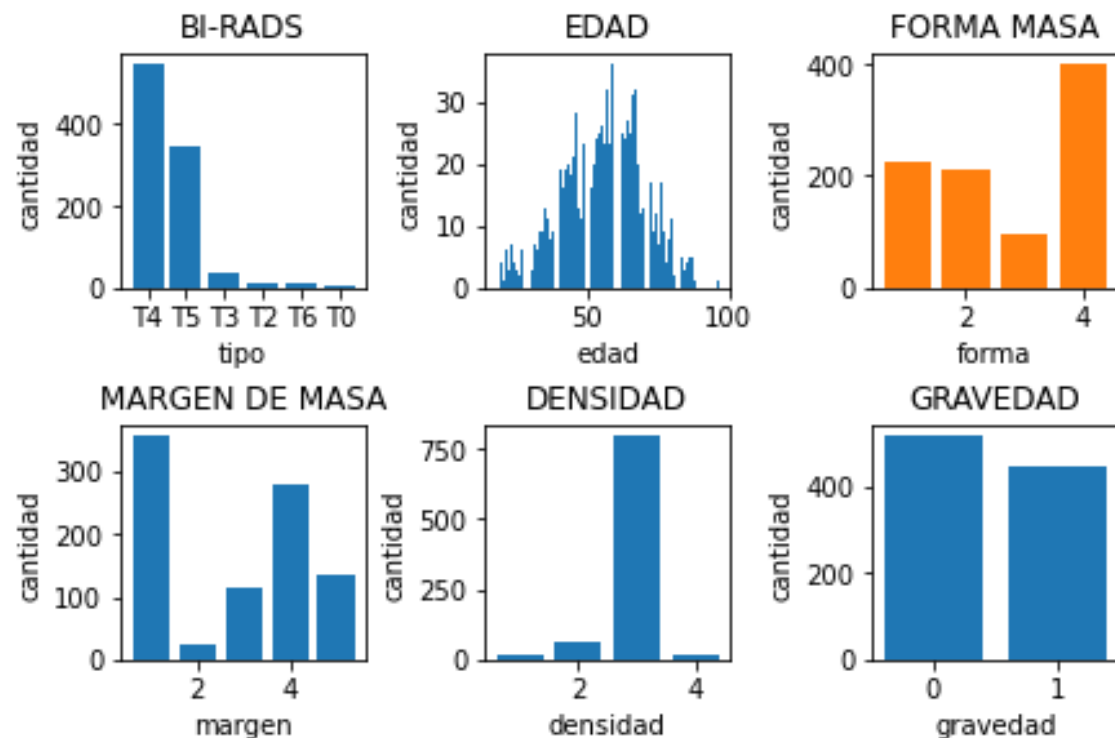 BI-RADS
cantidad
400
200
0
T4 T5 T3 T2 T6 T0
tipo
EDAD
cantidad
30
20
10
0
50 100
edad
FORMA MASA
cantidad
400
200
0
2 4
forma
MARGEN DE MASA
cantidad
300
200
100
0
2 4
margen
DENSIDAD
cantidad
750
500
250
0
2 4
densidad
GRAVEDAD
cantidad
400
200
0
0 1
gravedad